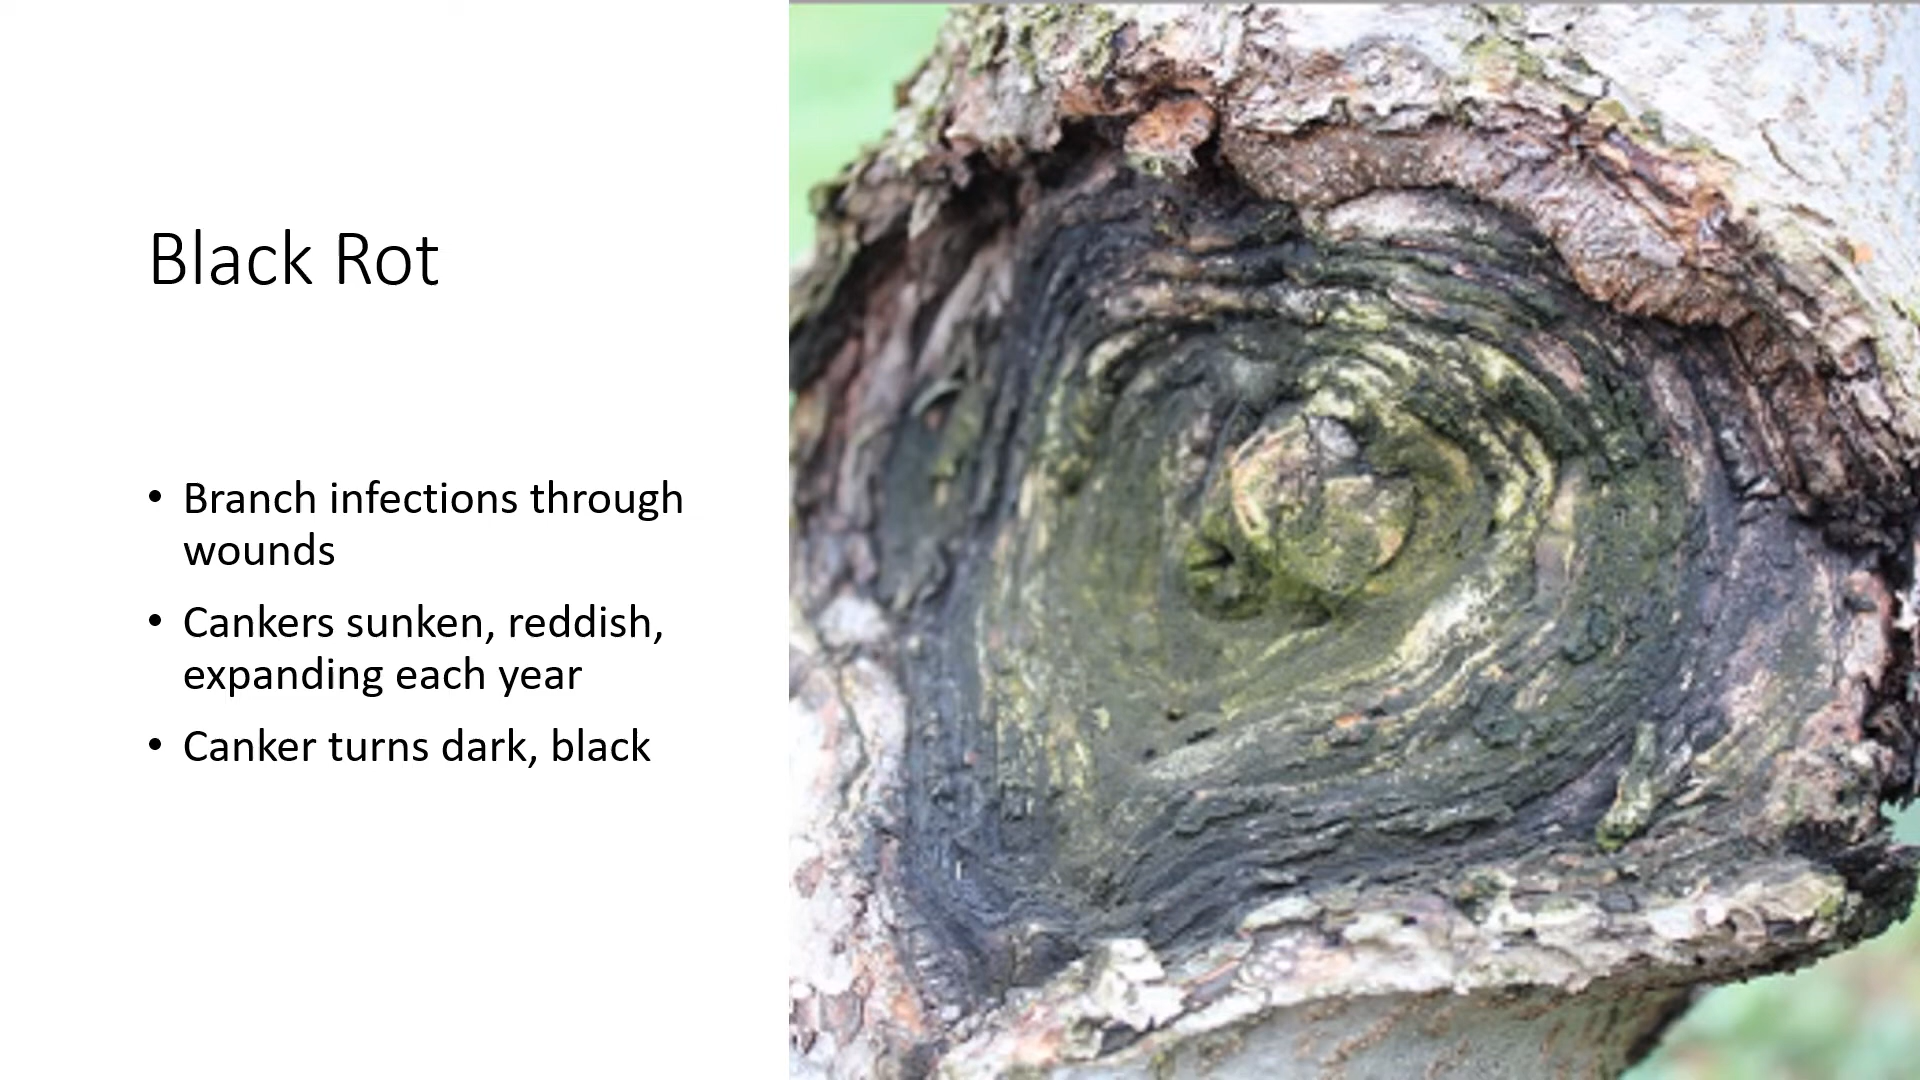 Black Rot
• Branch infections through
wounds
• Cankers sunken, reddish,
expanding each year
• Canker turns dark, black